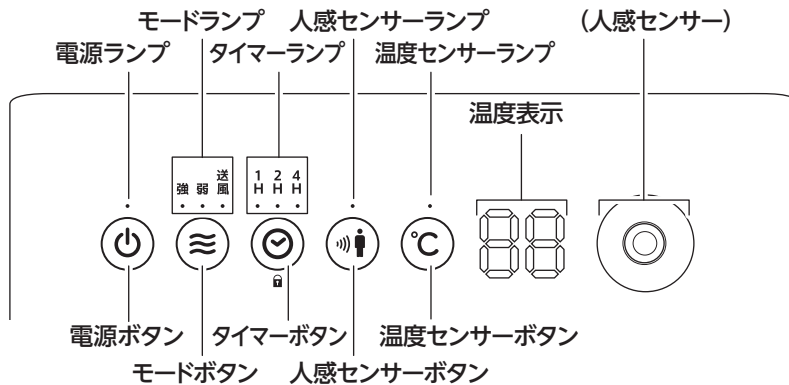 モードランプ 人感センサーランプ (人感センサー)
電源ランプ タイマーランプ 温度センサーランプ
温度表示
強 弱 送風 1H 2H 4H
℃ 88
電源ボタン タイマーボタン 温度センサーボタン
モードボタン 人感センサーボタン